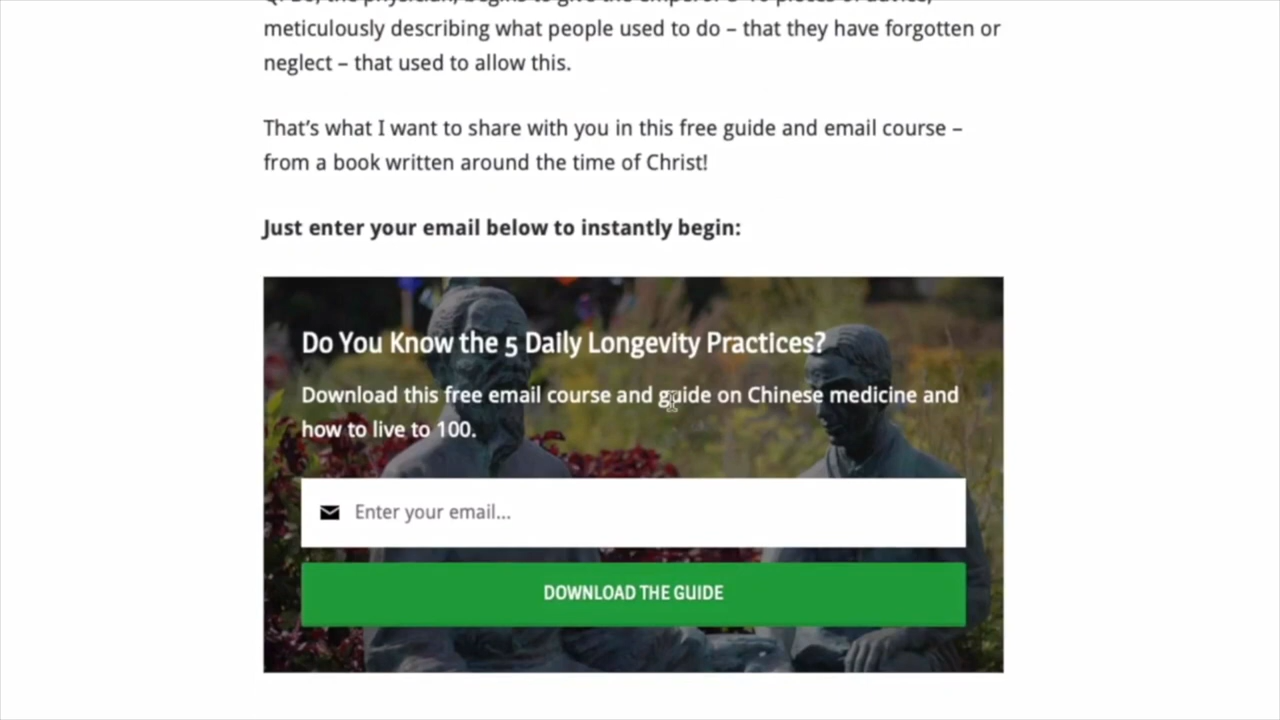 meticulously describing what people used to do – that they have forgotten or
neglect – that used to allow this.
That’s what I want to share with you in this free guide and email course –
from a book written around the time of Christ!
Just enter your email below to instantly begin:
Do You Know the 5 Daily Longevity Practices?
Download this free email course and guide on Chinese medicine and
how to live to 100.
Enter your email...
DOWNLOAD THE GUIDE